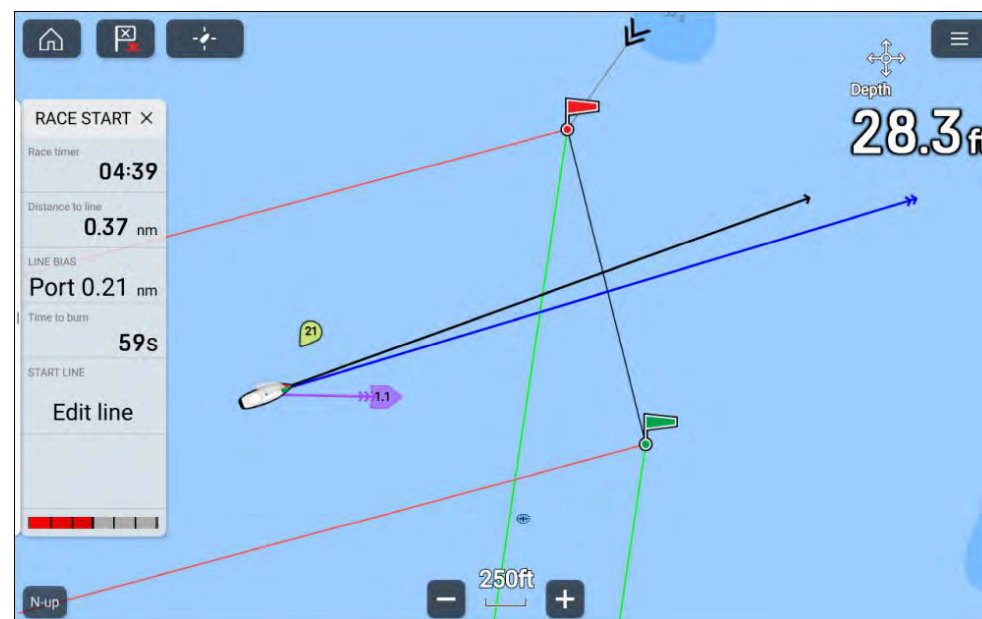 RACE START ×
Race timer
04:39
Distance to line
0.37 nm
LINE BIAS
Port 0.21 nm
Time to burn
59s
START LINE
Edit line
N-up
21
1.1
250ft
Depth
28.3 ft